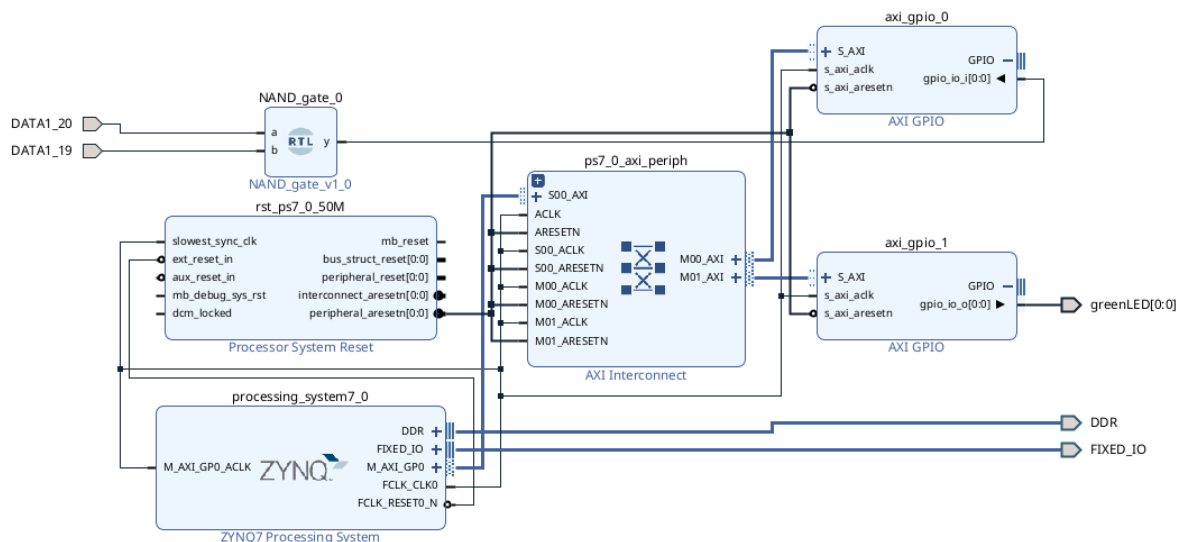 axi_gpio_0
S_AXI
s_axi_aclk
s_axi_aresetn
GPIO
gpio_io_i[0:0]
AXI GPIO
NAND_gate_0
DATA1_20
DATA1_19
a
b
RTL
y
NAND_gate_v1_0
ps7_0_axi_periph
S00_AXI
ACLK
ARESETN
S00_ACLK
S00_ARESETN
M00_ACLK
M00_ARESETN
M01_ACLK
M01_ARESETN
M00_AXI
M01_AXI
AXI Interconnect
rst_ps7_0_50M
slowest_sync_clk
ext_reset_in
aux_reset_in
mb_debug_sys_rst
dcm_locked
mb_reset
bus_struct_reset[0:0]
peripheral_reset[0:0]
interconnect_aresetn[0:0]
peripheral_aresetn[0:0]
Processor System Reset
axi_gpio_1
S_AXI
s_axi_aclk
s_axi_aresetn
GPIO
gpio_io_o[0:0]
AXI GPIO
greenLED[0:0]
processing_system7_0
M_AXI_GP0_ACLK
ZYNQ
DDR
FIXED_IO
M_AXI_GP0
FCLK_CLK0
FCLK_RESET0_N
ZYNQ7 Processing System
DDR
FIXED_IO